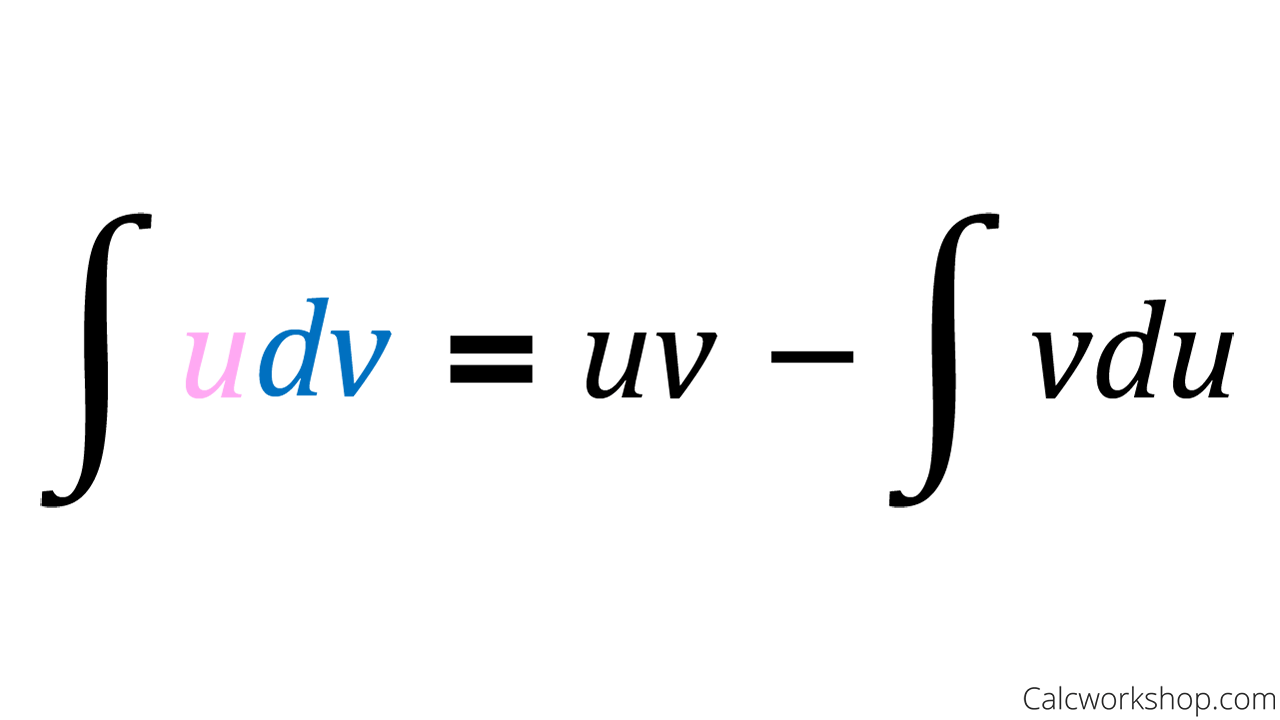 ∫ udv = uv − ∫ vdu
Calcworkshop.com